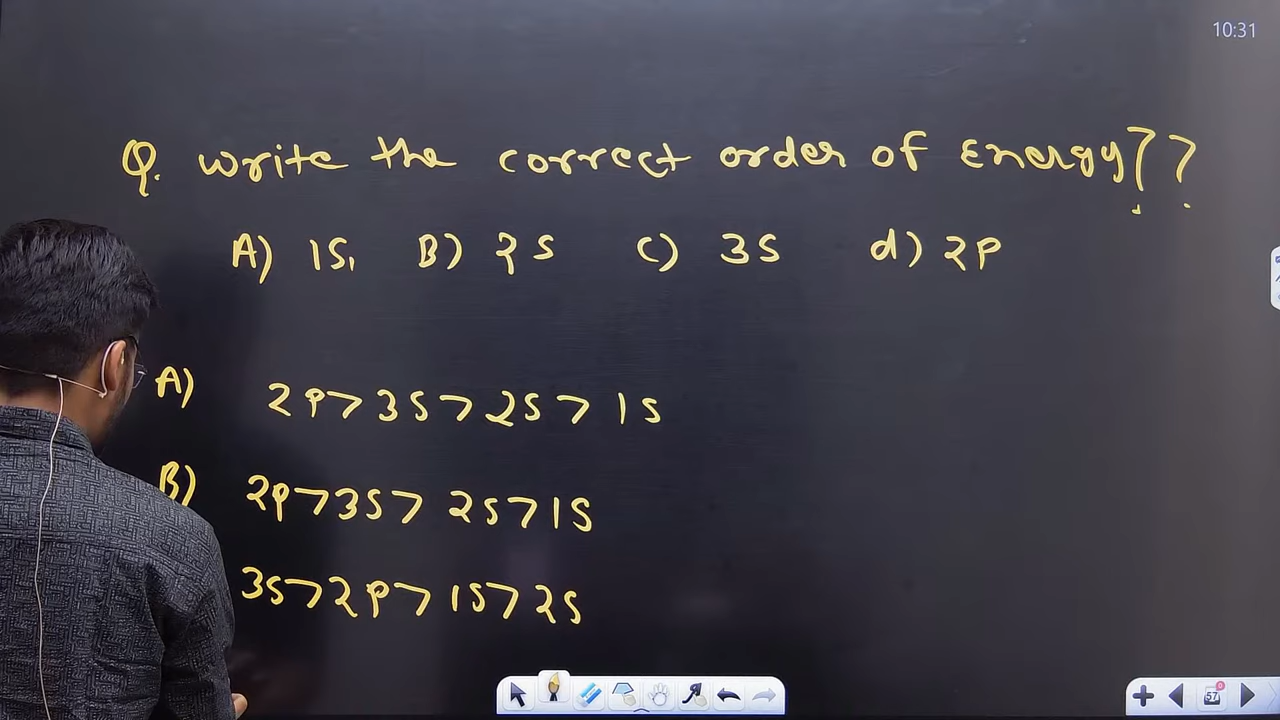 10:31
Q. write the correct order of Energy??
A) 1S, B) 2S C) 3S d) 2P
A) 2P>3S>2S>1S
B) 2P>3S>2S>1S
3S>2P>1S>2S
57